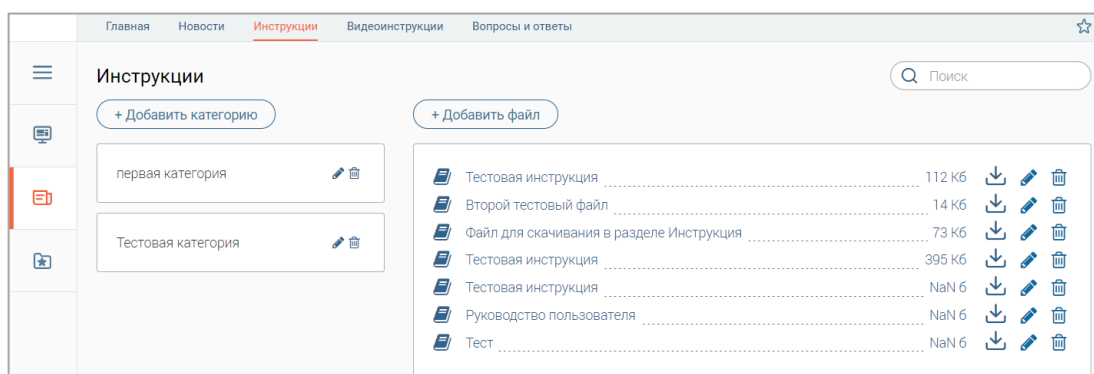 Главная Новости Инструкции Видеоинструкции Вопросы и ответы
Инструкции
Поиск
+ Добавить категорию
+ Добавить файл
первая категория
Тестовая категория
Тестовая инструкция 112 Кб
Второй тестовый файл 14 Кб
Файл для скачивания в разделе Инструкция 73 Кб
Тестовая инструкция 395 Кб
Тестовая инструкция NaN б
Руководство пользователя NaN б
Тест NaN б